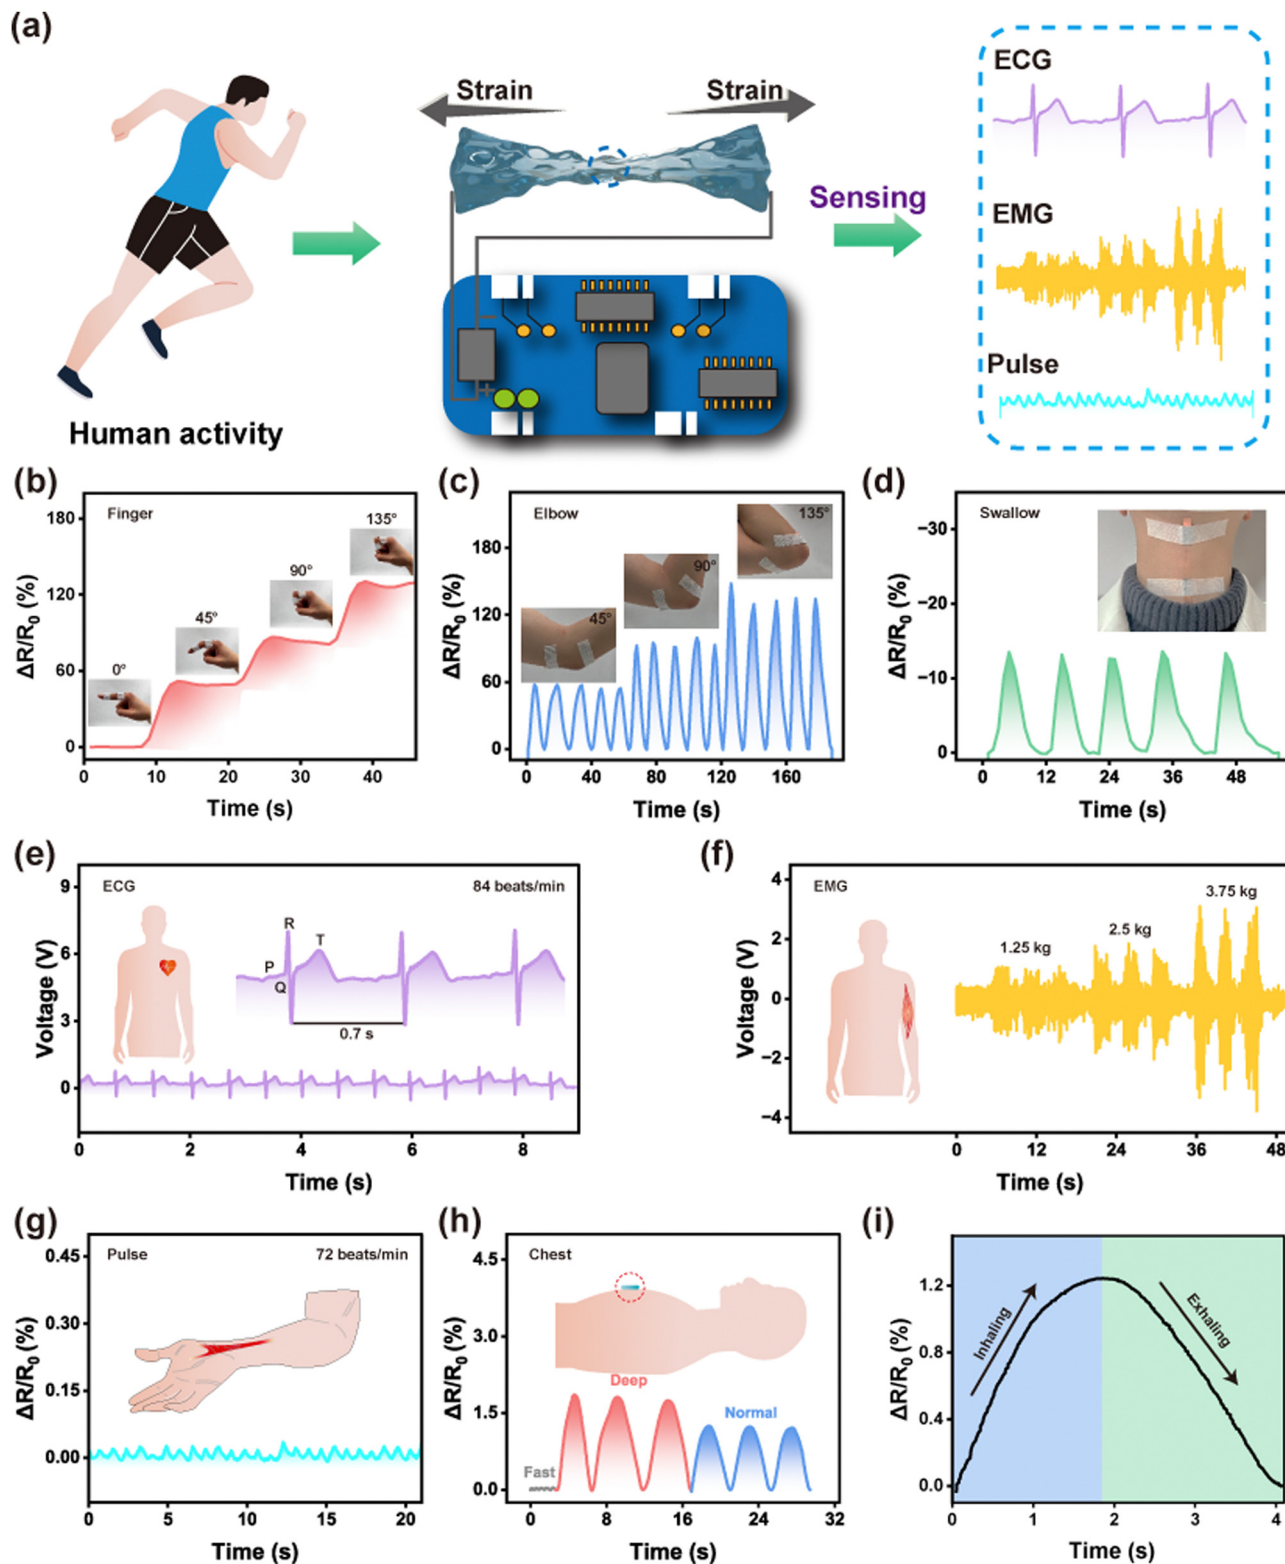 (a)
Strain
Strain
ECG
Sensing
EMG
Pulse
Human activity
(b)
Finger
0°
45°
90°
135°
180
120
60
0
ΔR/R₀ (%)
10
20
30
40
0
Time (s)
(c)
Elbow
45°
90°
135°
180
120
60
0
ΔR/R₀ (%)
0
40
80
120
160
Time (s)
(d)
Swallow
−30
−20
−10
0
ΔR/R₀ (%)
0
12
24
36
48
Time (s)
(e)
ECG
84 beats/min
R
T
P
Q
0.7 s
9
6
3
0
Voltage (V)
0
2
4
6
8
Time (s)
(f)
EMG
1.25 kg
2.5 kg
3.75 kg
4
2
0
−2
−4
Voltage (V)
0
12
24
36
48
Time (s)
(g)
Pulse
72 beats/min
0.45
0.30
0.15
0.00
ΔR/R₀ (%)
0
5
10
15
20
Time (s)
(h)
Chest
Deep
Normal
Fast
4.5
3.0
1.5
0.0
ΔR/R₀ (%)
0
8
16
24
32
Time (s)
(i)
Inhaling
Exhaling
1.2
0.8
0.4
0.0
ΔR/R₀ (%)
0
1
2
3
4
Time (s)